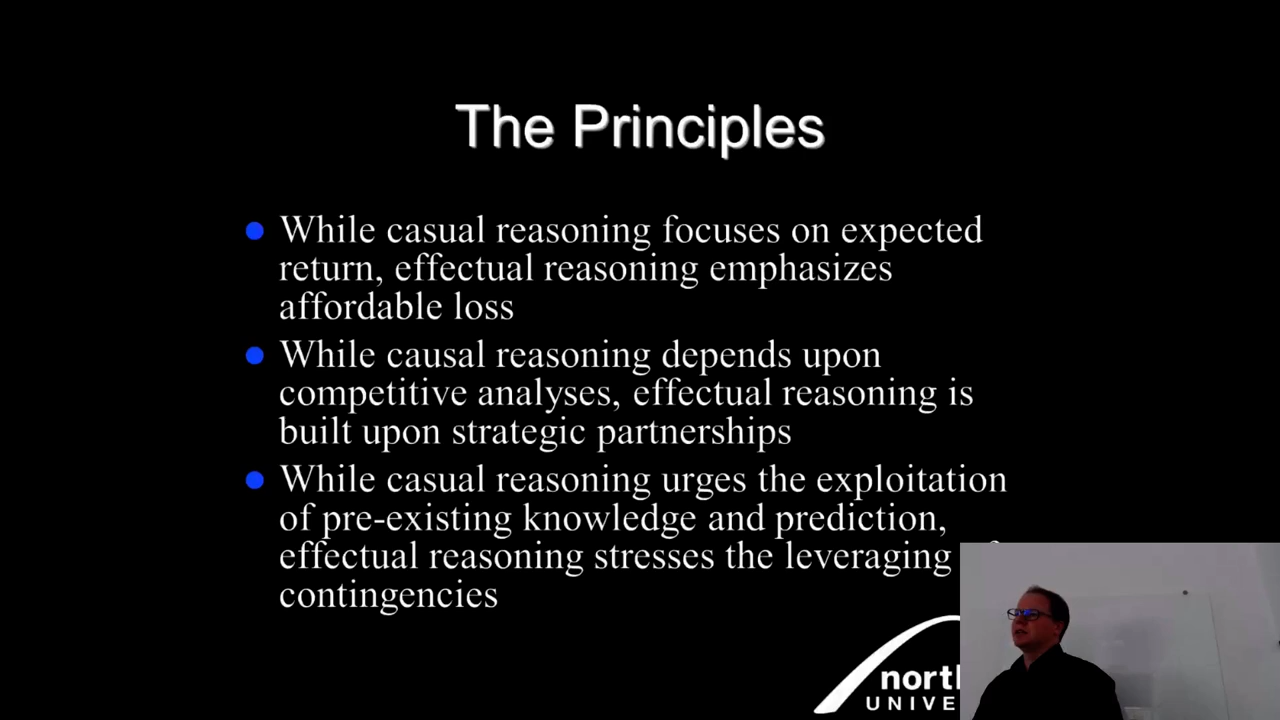 The Principles
While casual reasoning focuses on expected
return, effectual reasoning emphasizes
affordable loss
While causal reasoning depends upon
competitive analyses, effectual reasoning is
built upon strategic partnerships
While casual reasoning urges the exploitation
of pre-existing knowledge and prediction,
effectual reasoning stresses the leveraging
contingencies